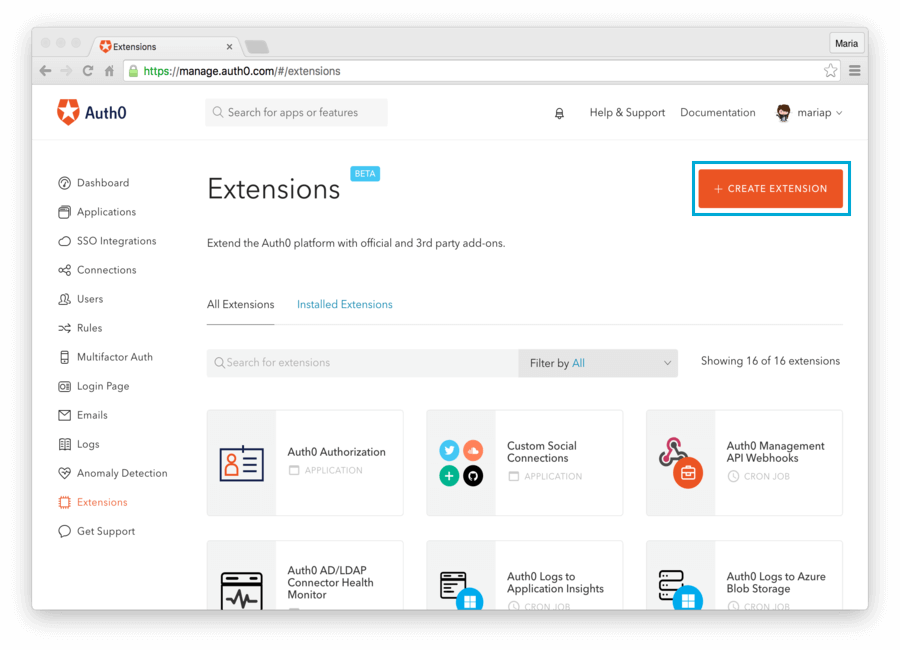 Extensions
Maria
https://manage.auth0.com/#/extensions
Auth0
Search for apps or features
Help & Support
Documentation
mariap
Dashboard
Applications
SSO Integrations
Connections
Users
Rules
Multifactor Auth
Login Page
Emails
Logs
Anomaly Detection
Extensions
Get Support
Extensions
BETA
+ CREATE EXTENSION
Extend the Auth0 platform with official and 3rd party add-ons.
All Extensions
Installed Extensions
Search for extensions
Filter by All
Showing 16 of 16 extensions
Auth0 Authorization
APPLICATION
Custom Social
Connections
APPLICATION
Auth0 Management
API Webhooks
CRON JOB
Auth0 AD/LDAP
Connector Health
Monitor
Auth0 Logs to
Application Insights
CRON JOB
Auth0 Logs to Azure
Blob Storage
CRON JOB